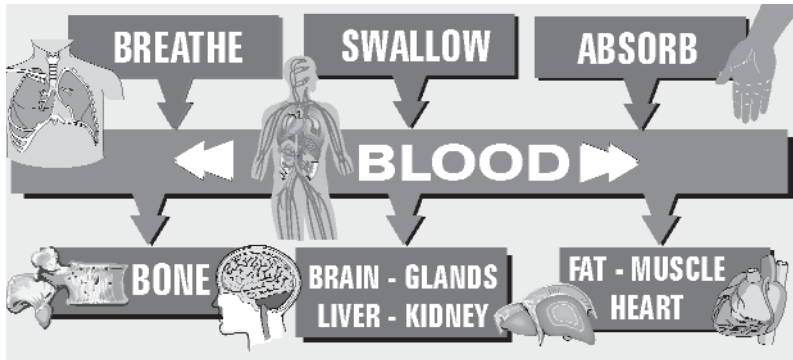 BREATHE
SWALLOW
ABSORB
BLOOD
BONE
BRAIN - GLANDS
LIVER - KIDNEY
FAT - MUSCLE
HEART